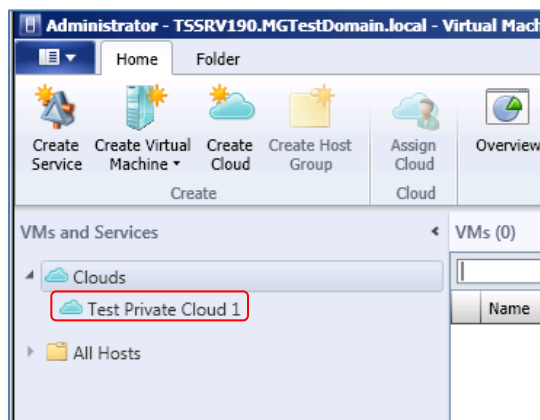 Administrator - TSSRV190.MGTestDomain.local - Virtual Mach
Home Folder
Create Service
Create Virtual Machine
Create Cloud
Create Host Group
Assign Cloud
Overview
Create
Cloud
VMs and Services
VMs (0)
Clouds
Name
Test Private Cloud 1
All Hosts